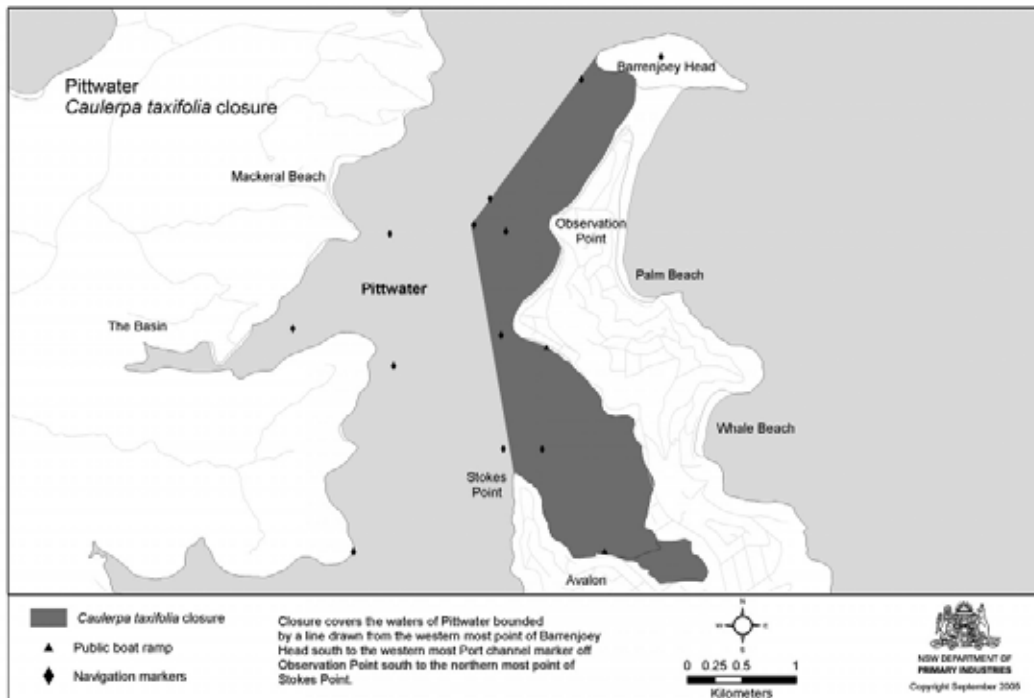 Pittwater
Caulerpa taxifolia closure
Barrenjoey Head
Mackeral Beach
Observation
Point
Palm Beach
Pittwater
The Basin
Whale Beach
Stokes
Point
Avalon
Caulerpa taxifolia closure
Public boat ramp
Navigation markers
Closure covers the waters of Pittwater bounded
by a line drawn from the western most point of Barrenjoey
Head south to the western most Port channel marker off
Observation Point south to the northern most point of
Stokes Point.
N
W E
S
0 0.25 0.5 1
Kilometers
NSW DEPARTMENT OF
PRIMARY INDUSTRIES
Copyright September 2005